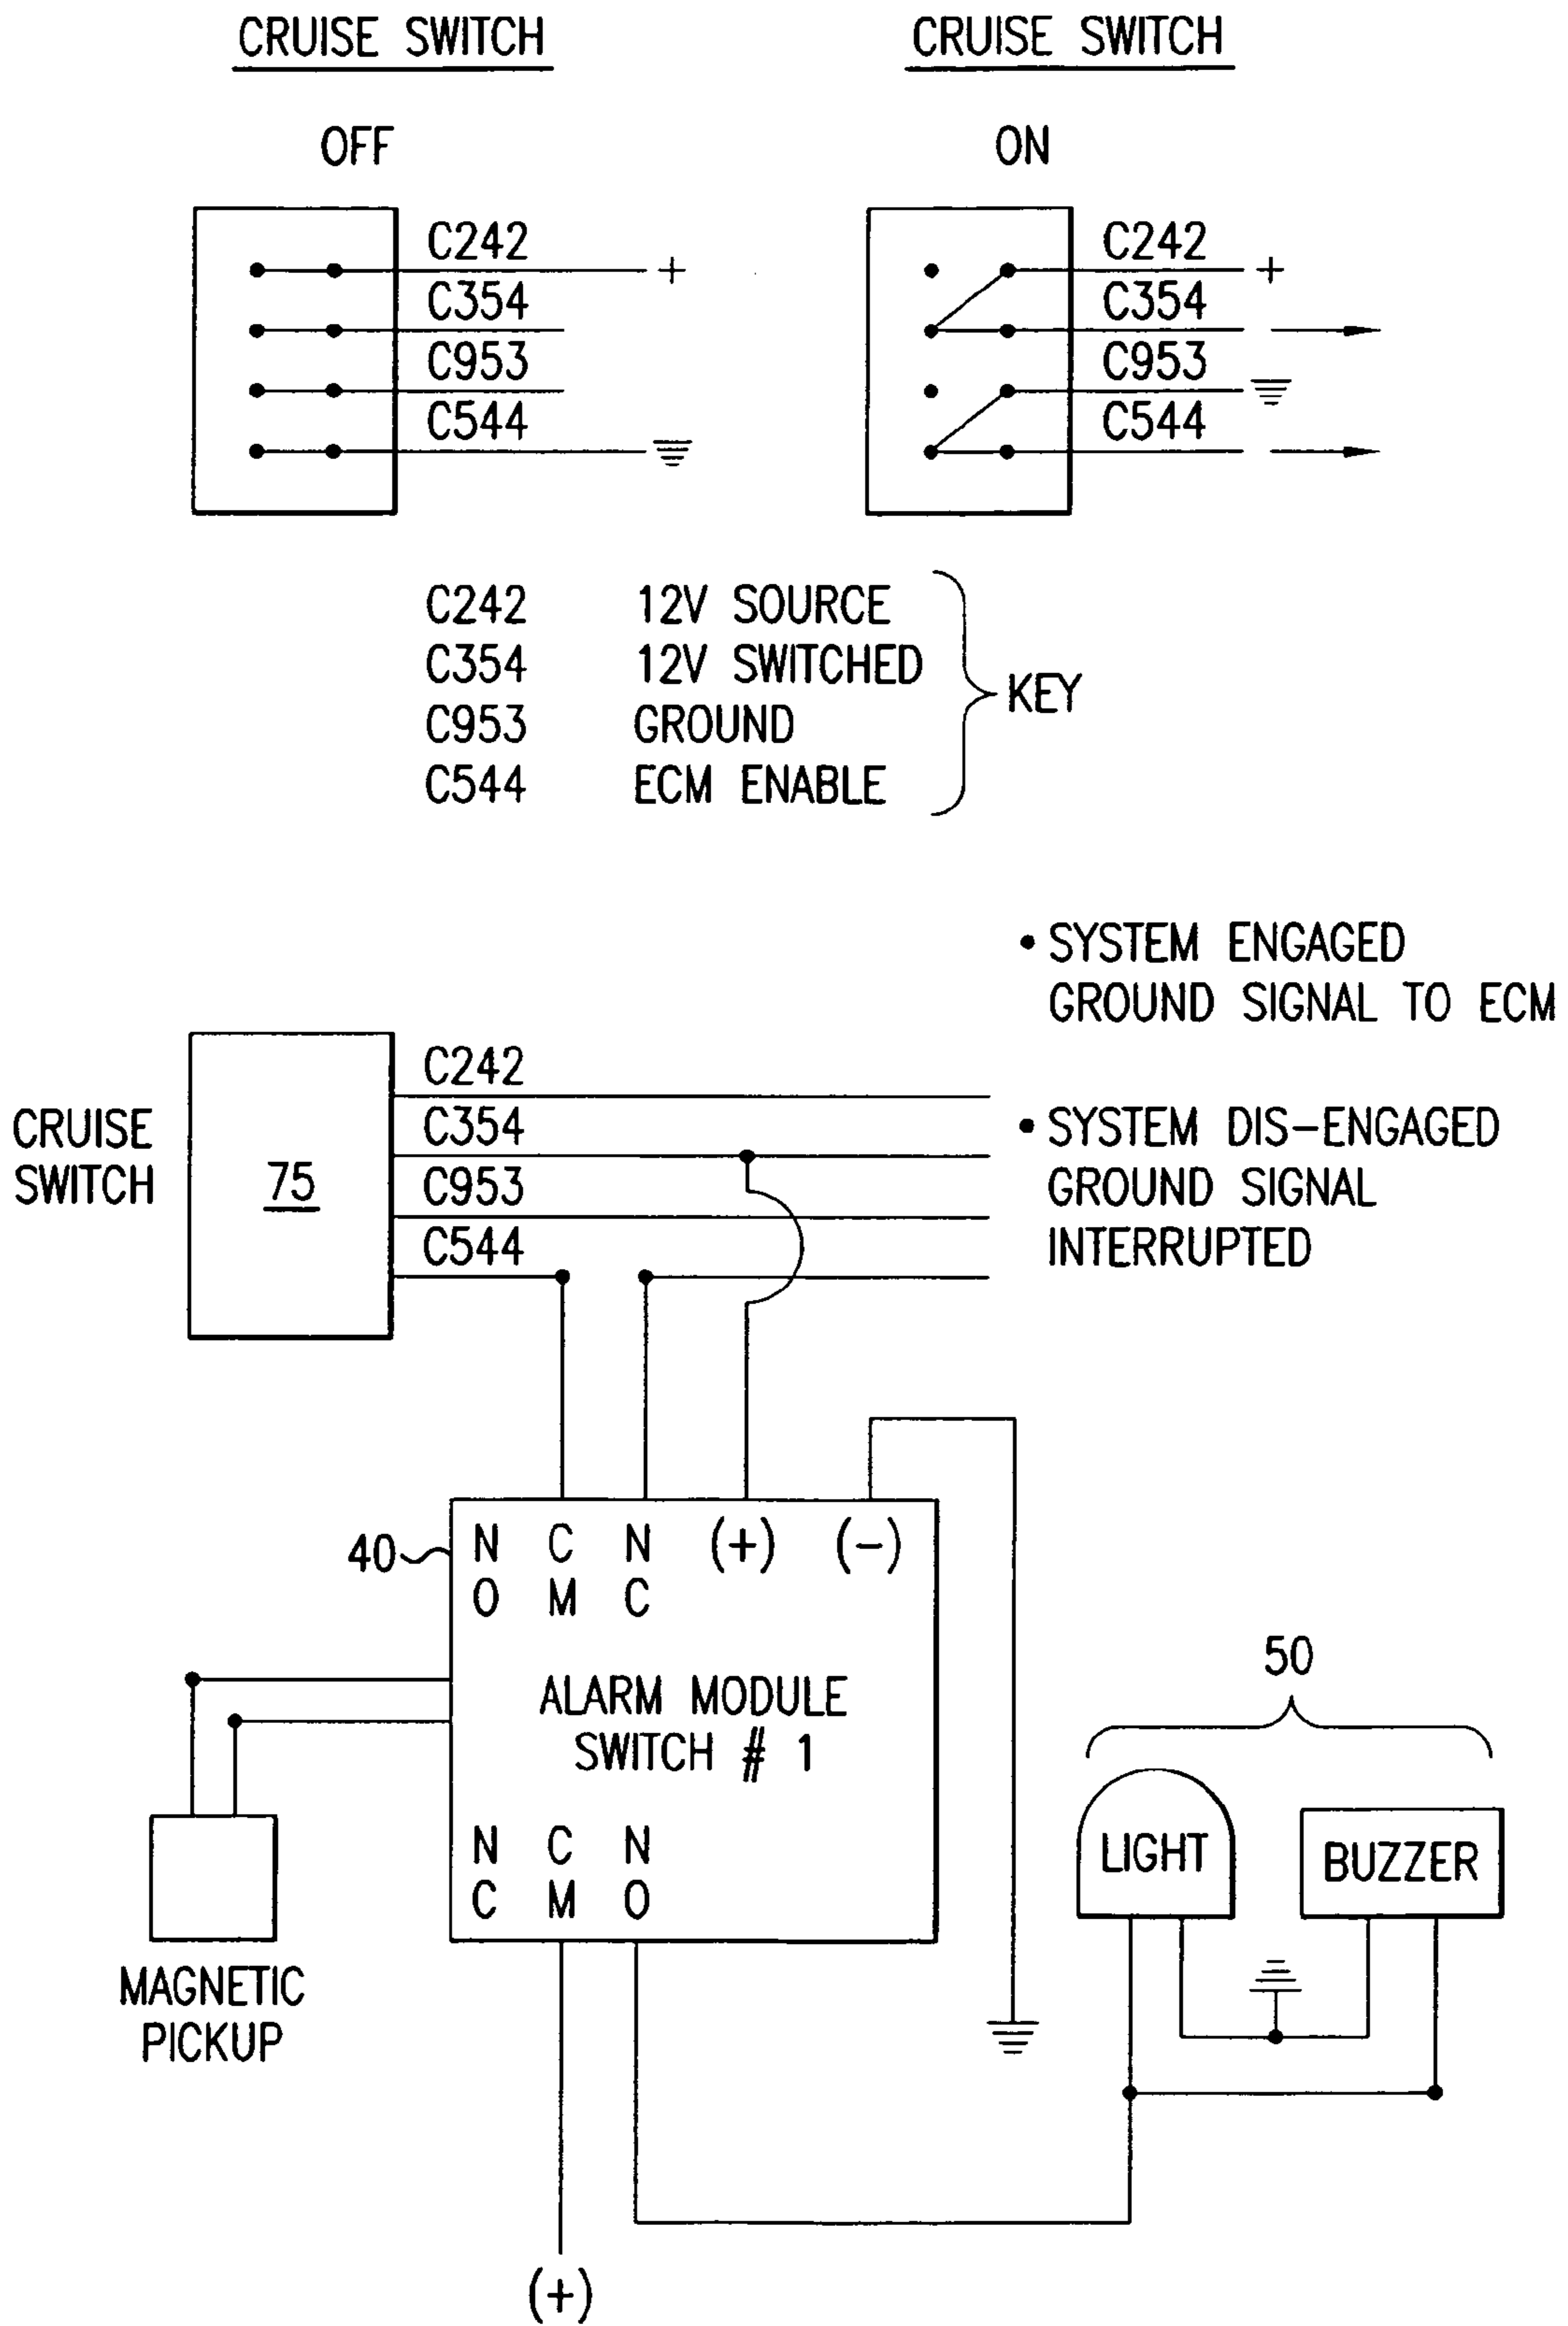 CRUISE SWITCH
CRUISE SWITCH
OFF
ON
C242 +
C354
C953
C544
C242 +
C354
C953
C544
C242 12V SOURCE
C354 12V SWITCHED
C953 GROUND
C544 ECM ENABLE
KEY
• SYSTEM ENGAGED
GROUND SIGNAL TO ECM
• SYSTEM DIS-ENGAGED
GROUND SIGNAL
INTERRUPTED
CRUISE
SWITCH
75
C242
C354
C953
C544
40
N C N (+) (-)
O M C
ALARM MODULE
SWITCH # 1
N C N
C M O
MAGNETIC
PICKUP
50
LIGHT
BUZZER
(+)